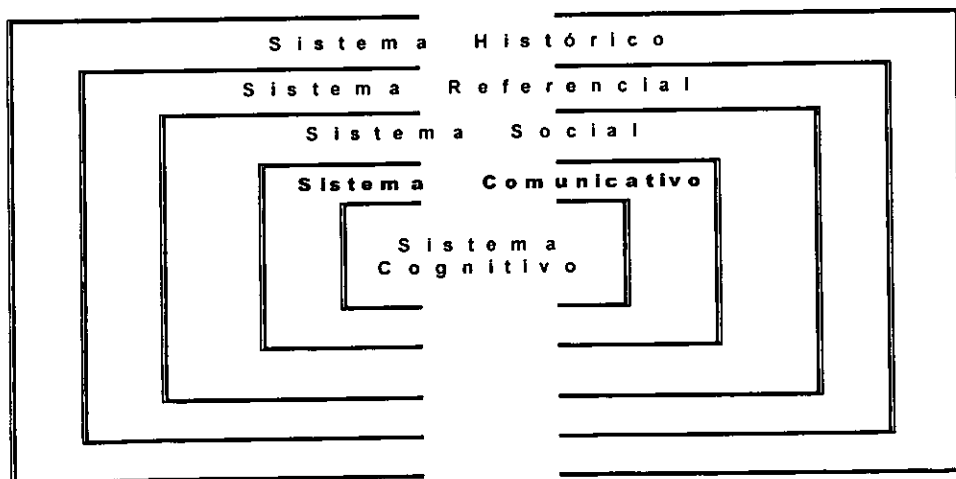 Sistema Histórico
Sistema Referencial
Sistema Social
Sistema Comunicativo
Sistema
Cognitivo